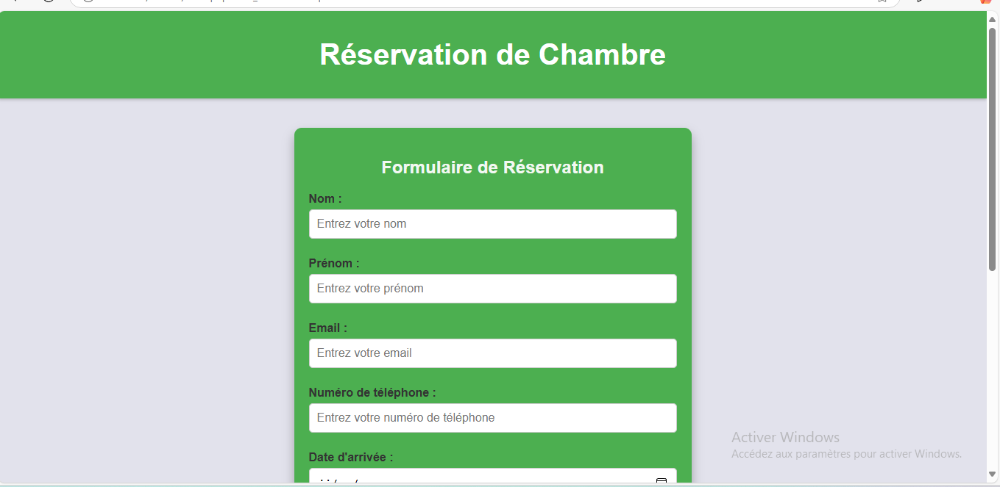 Réservation de Chambre
Formulaire de Réservation
Nom :
Entrez votre nom
Prénom :
Entrez votre prénom
Email :
Entrez votre email
Numéro de téléphone :
Entrez votre numéro de téléphone
Date d'arrivée :
Activer Windows
Accédez aux paramètres pour activer Windows.